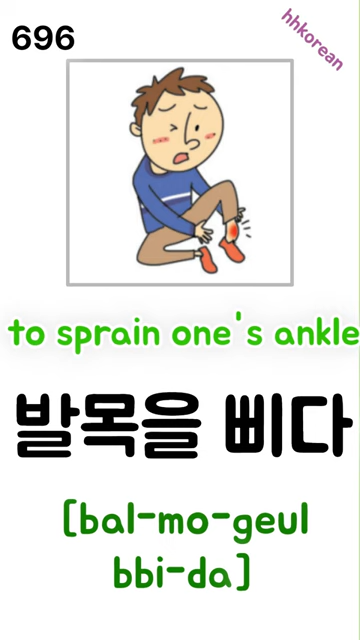 696
hhkorean
to sprain one's ankle
발목을 삐다
[bal-mo-geul
bbi-da]